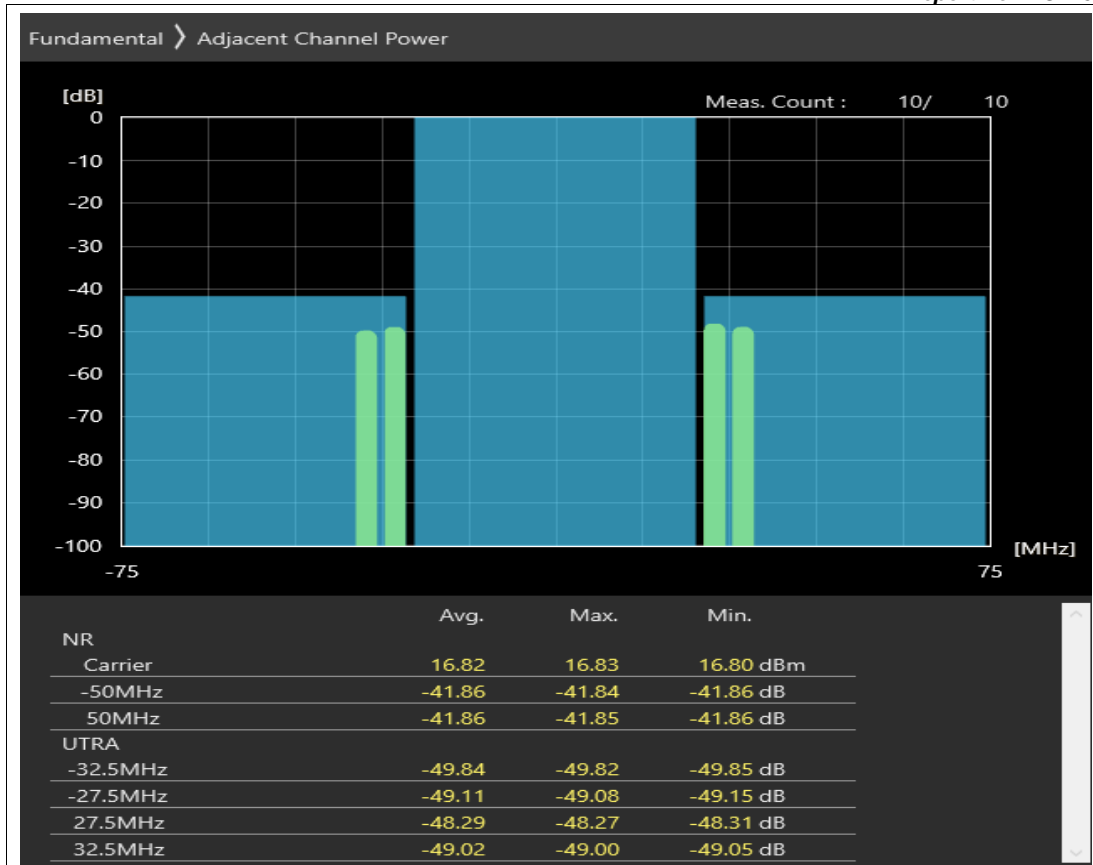 Fundamental 〉 Adjacent Channel Power
[dB]
Meas. Count : 10/ 10
0
-10
-20
-30
-40
-50
-60
-70
-80
-90
-100
[MHz]
-75 75
Avg. Max. Min.
NR
Carrier 16.82 16.83 16.80 dBm
-50MHz -41.86 -41.84 -41.86 dB
50MHz -41.86 -41.85 -41.86 dB
UTRA
-32.5MHz -49.84 -49.82 -49.85 dB
-27.5MHz -49.11 -49.08 -49.15 dB
27.5MHz -48.29 -48.27 -48.31 dB
32.5MHz -49.02 -49.00 -49.05 dB